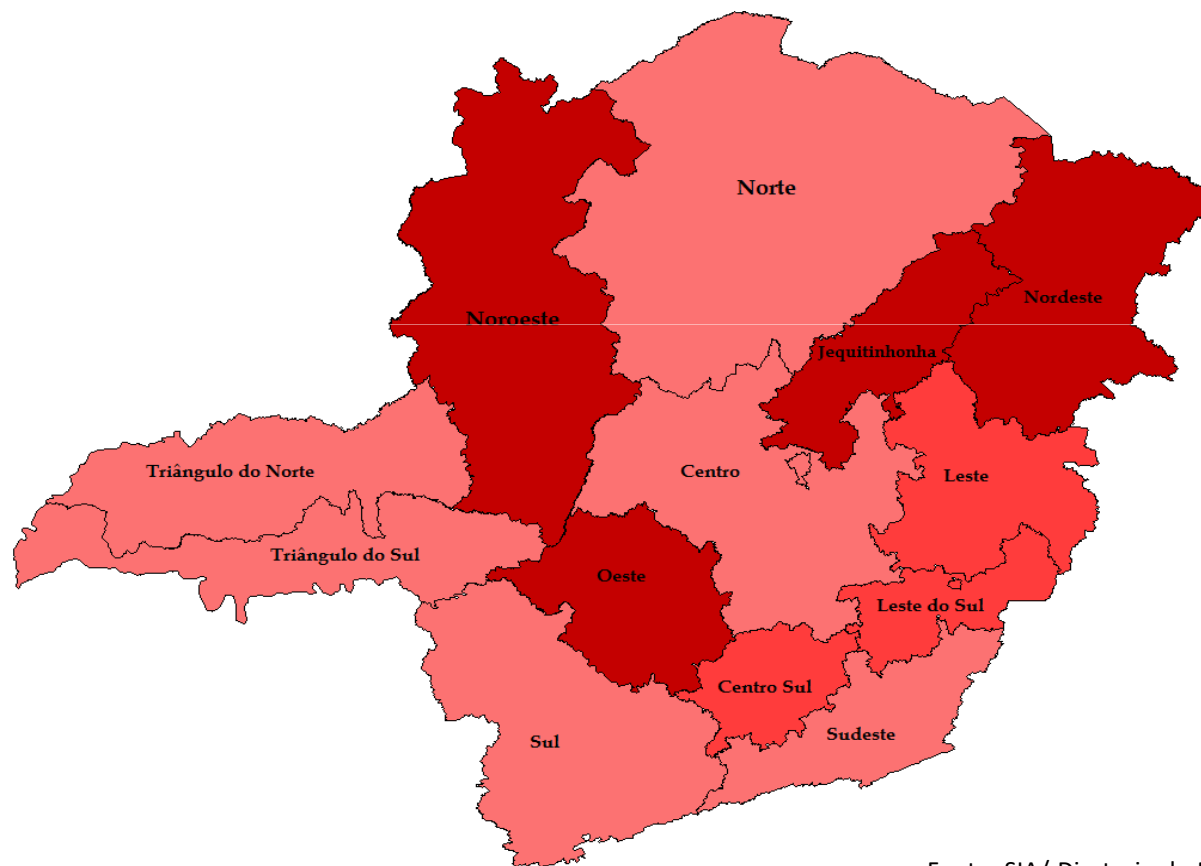 Norte
Nordeste
Noroeste
Jequitinhonha
Triângulo do Norte
Centro
Leste
Triângulo do Sul
Oeste
Leste do Sul
Centro Sul
Sudeste
Sul